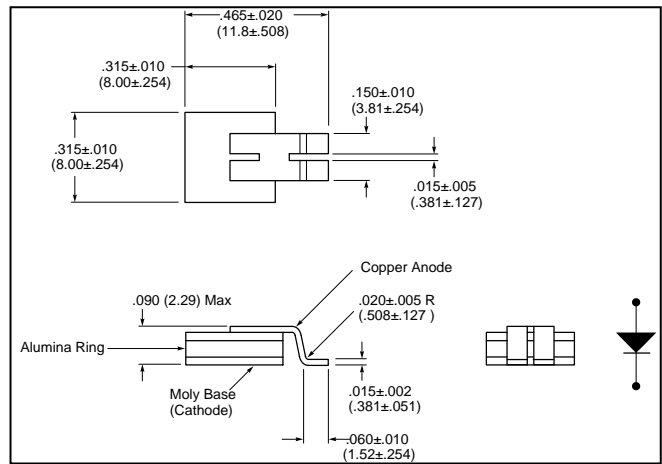 .465±.020
(11.8±.508)
.315±.010
(8.00±.254)
.150±.010
(3.81±.254)
.315±.010
(8.00±.254)
.015±.005
(.381±.127)
Copper Anode
.090 (2.29) Max
.020±.005 R
(.508±.127 )
Alumina Ring
Moly Base
(Cathode)
.015±.002
(.381±.051)
.060±.010
(1.52±.254)